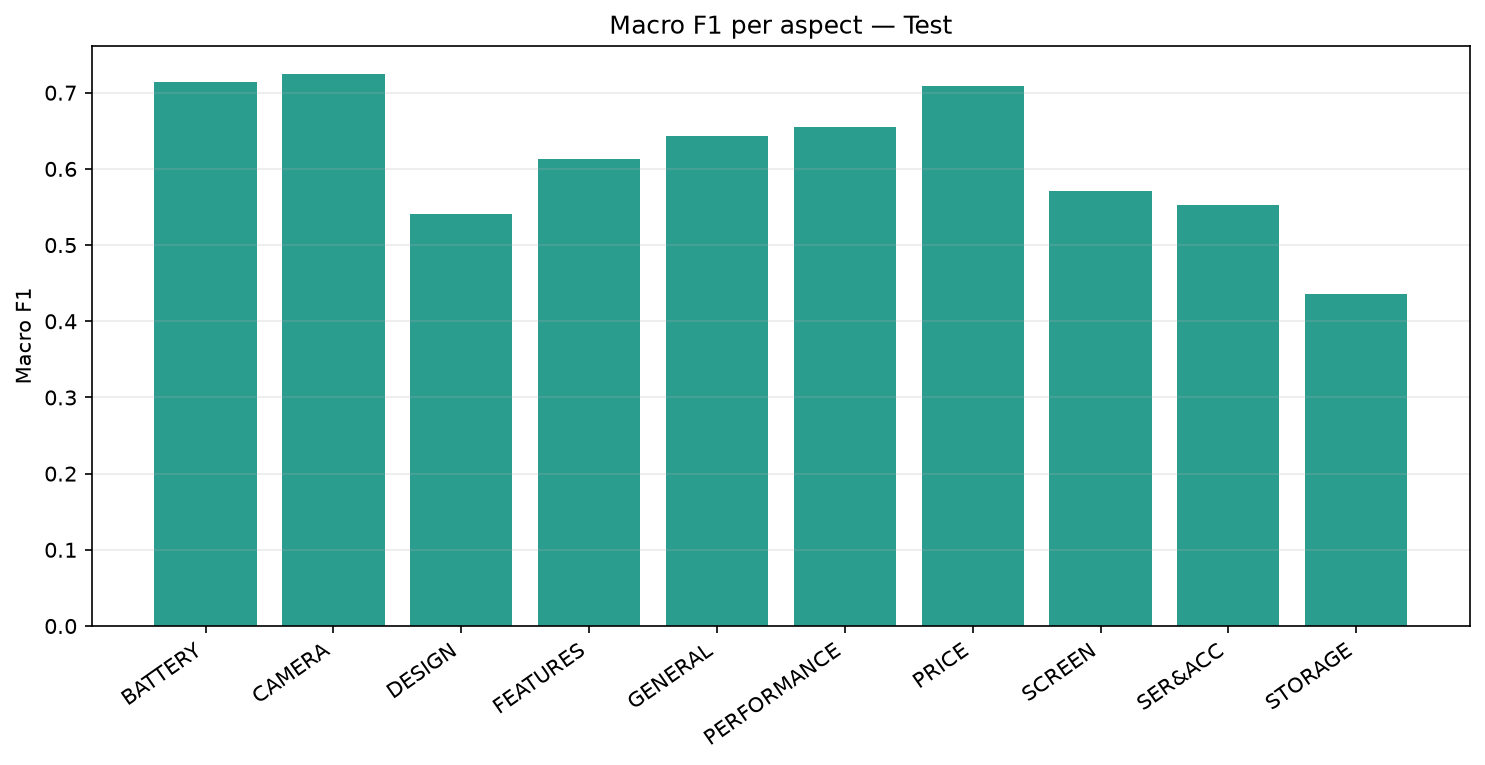 Macro F1 per aspect — Test
Macro F1
0.7
0.6
0.5
0.4
0.3
0.2
0.1
0.0
BATTERY
CAMERA
DESIGN
FEATURES
GENERAL
PERFORMANCE
PRICE
SCREEN
SER&ACC
STORAGE